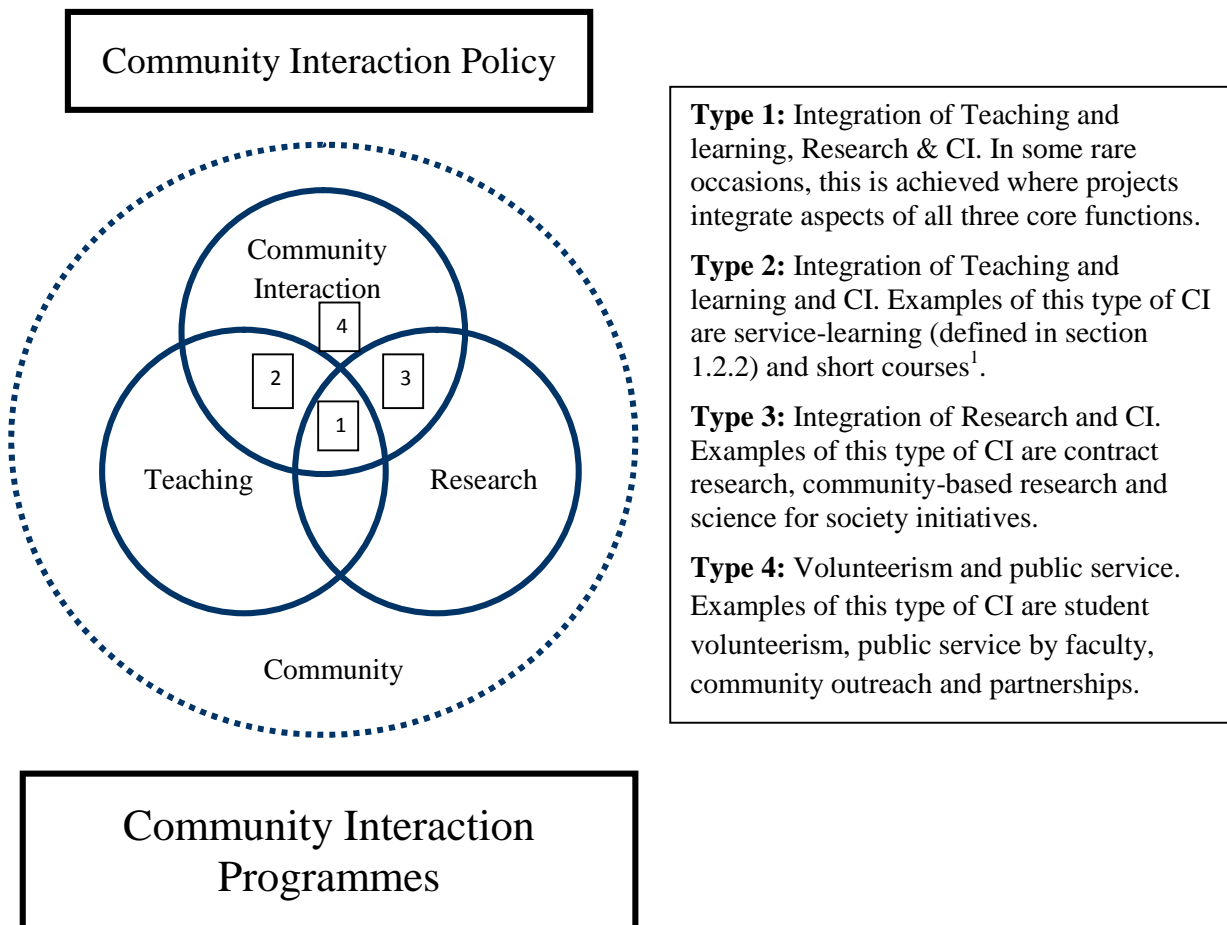 Community Interaction Policy
Community
Interaction
4
2
3
1
Teaching
Research
Community
Type 1: Integration of Teaching and
learning, Research & CI. In some rare
occasions, this is achieved where projects
integrate aspects of all three core functions.
Type 2: Integration of Teaching and
learning and CI. Examples of this type of CI
are service-learning (defined in section
1.2.2) and short courses¹.
Type 3: Integration of Research and CI.
Examples of this type of CI are contract
research, community-based research and
science for society initiatives.
Type 4: Volunteerism and public service.
Examples of this type of CI are student
volunteerism, public service by faculty,
community outreach and partnerships.
Community Interaction
Programmes